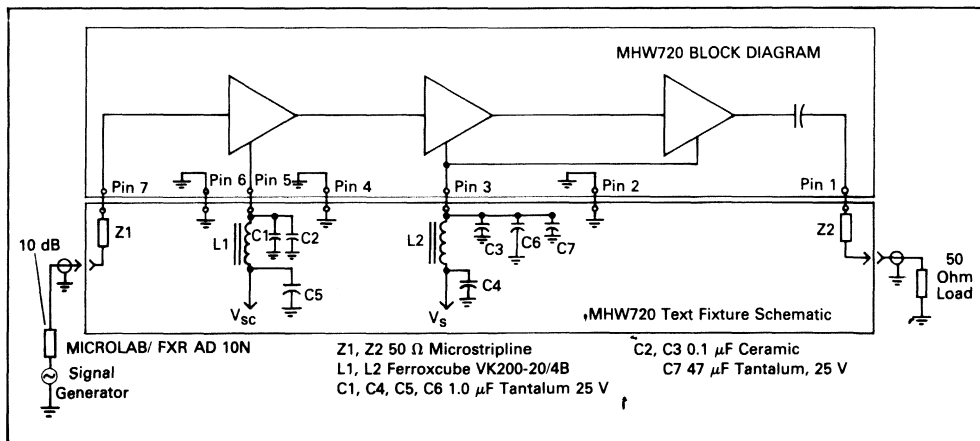 MHW720 BLOCK DIAGRAM
Pin 7
Pin 6
Pin 5
Pin 4
Pin 3
Pin 2
Pin 1
10 dB
Z1
L1
C1
C2
C5
VSC
L2
C3
C6
C7
C4
VS
Z2
50
Ohm
Load
MHW720 Text Fixture Schematic
MICROLAB/ FXR AD 10N
Signal
Generator
Z1, Z2 50 Ω Microstripline
L1, L2 Ferroxcube VK200-20/4B
C1, C4, C5, C6 1.0 μF Tantalum 25 V
C2, C3 0.1 μF Ceramic
C7 47 μF Tantalum, 25 V